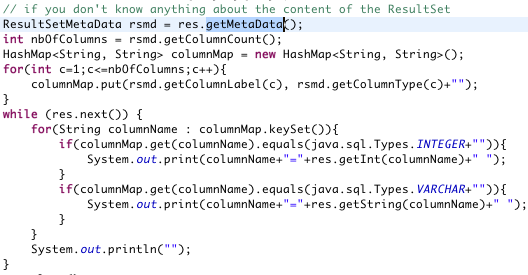 // if you don't know anything about the content of the ResultSet
ResultSetMetaData rsmd = res.getMetaData();
int nbOfColumns = rsmd.getColumnCount();
HashMap<String, String> columnMap = new HashMap<String, String>();
for(int c=1;c<=nbOfColumns;c++){
    columnMap.put(rsmd.getColumnLabel(c), rsmd.getColumnType(c)+"");
}
while (res.next()) {
    for(String columnName : columnMap.keySet()){
        if(columnMap.get(columnName).equals(java.sql.Types.INTEGER+"")){
            System.out.print(columnName+"="+res.getInt(columnName)+" ");
        }
        if(columnMap.get(columnName).equals(java.sql.Types.VARCHAR+"")){
            System.out.print(columnName+"="+res.getString(columnName)+" ");
        }
    }
    System.out.println("");
}